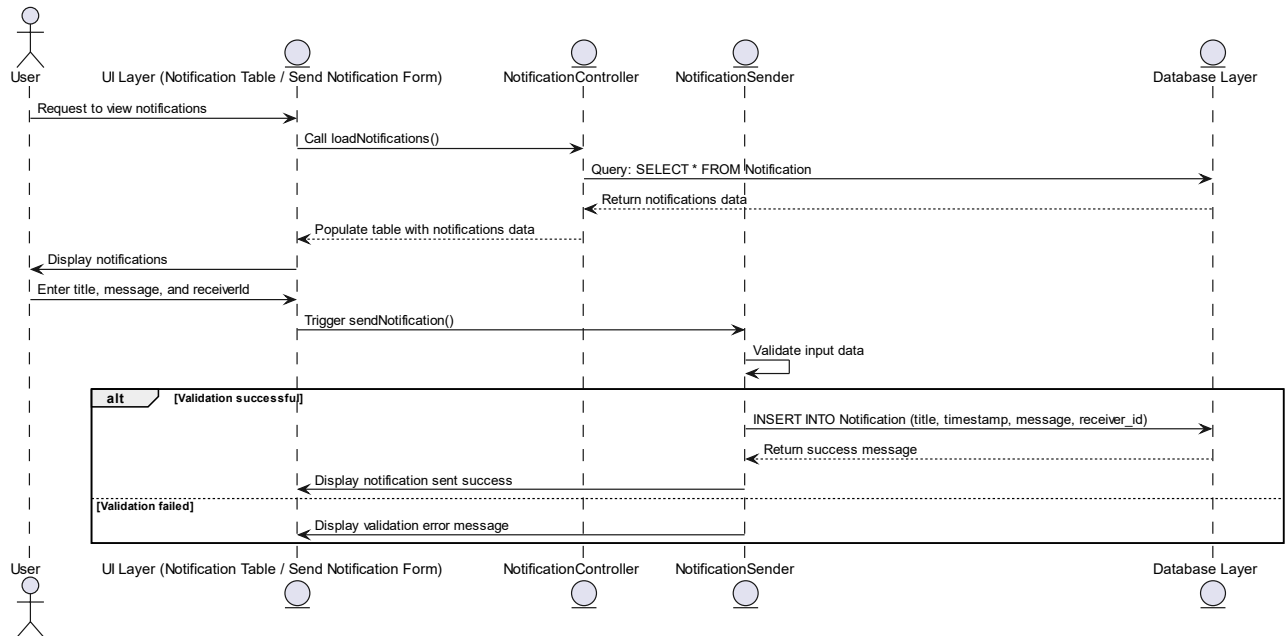 User
UI Layer (Notification Table / Send Notification Form)
NotificationController
NotificationSender
Database Layer
Request to view notifications
Call loadNotifications()
Query: SELECT * FROM Notification
Return notifications data
Populate table with notifications data
Display notifications
Enter title, message, and receiverId
Trigger sendNotification()
Validate input data
alt
[Validation successful]
INSERT INTO Notification (title, timestamp, message, receiver_id)
Return success message
Display notification sent success
[Validation failed]
Display validation error message
User
UI Layer (Notification Table / Send Notification Form)
NotificationController
NotificationSender
Database Layer